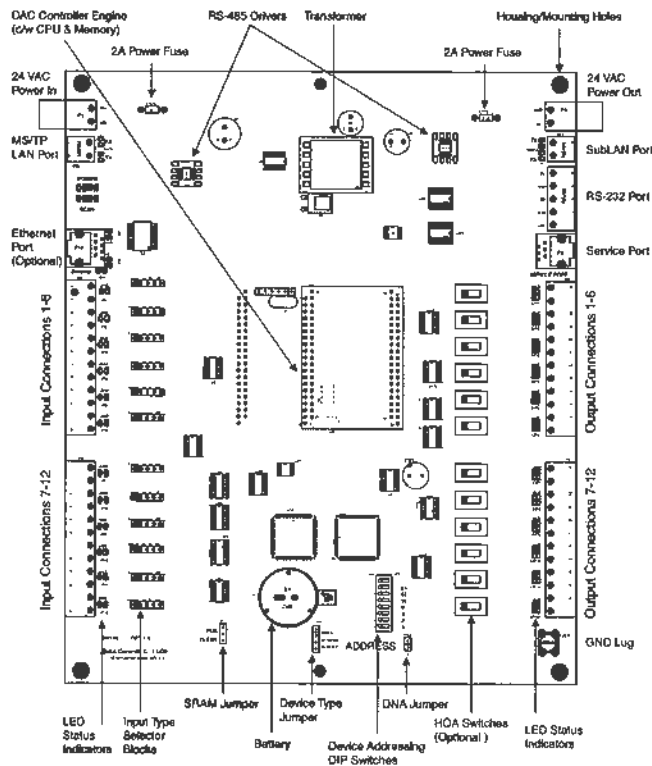 OAC Controller Engine
(c/w CPU & Memory)
RS-485 Drivers
Transformer
Housing/Mounting Holes
2A Power Fuse
2A Power Fuse
24 VAC
Power In
24 VAC
Power Out
MS/TP
LAN Port
SubLAN Port
RS-232 Port
Ethernet
Port
(Optional)
Service Port
Input Connections 1-6
Output Connections 1-6
Input Connections 7-12
Output Connections 7-12
ADDRESS
GND Lug
SRAM Jumper
Device Type
Jumper
DNA Jumper
LED Status
Indicators
Input Type
Selector
Blocks
Battery
Device Addressing
DIP Switches
HOA Switches
(Optional )
LED Status
Indicators